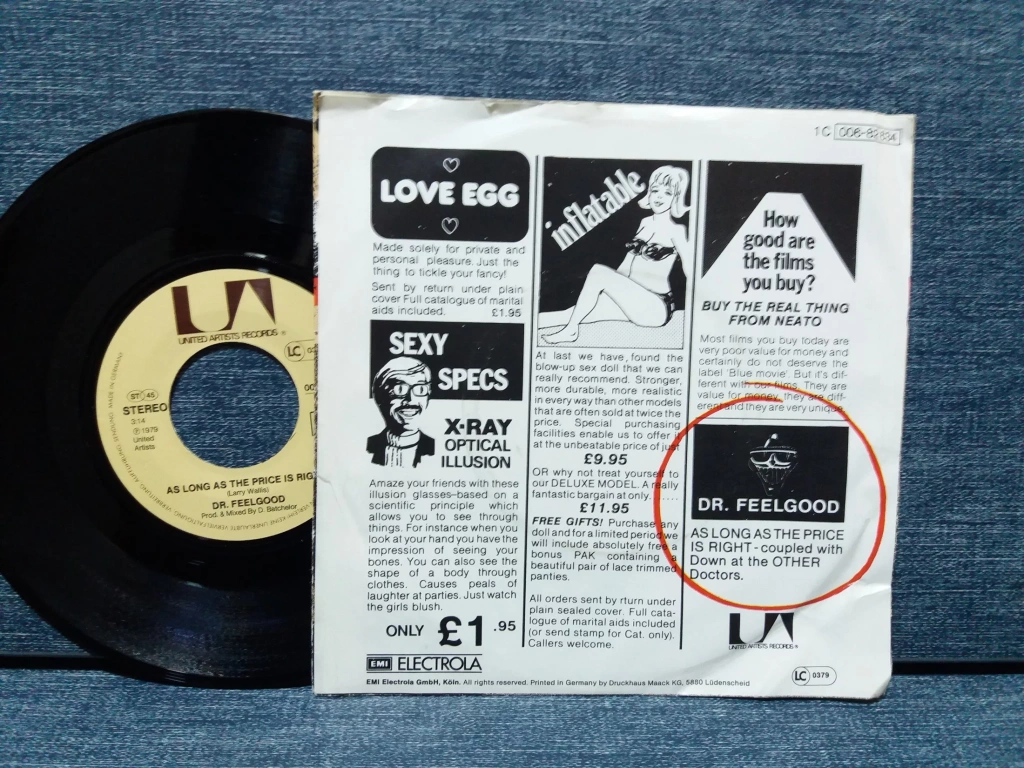 UA
UNITED ARTISTS RECORDS ®
LC
ST 45
STEREO
3:14
℗ 1979
United
Artists
MADE IN GERMANY
AS LONG AS THE PRICE IS RIG
(Larry Wallis)
DR. FEELGOOD
Prod. & Mixed By D. Batchelor
1C 006-82
LOVE EGG
Made solely for private and
personal pleasure. Just the
thing to tickle your fancy!
Sent by return under plain
cover Full catalogue of marital
aids included. £1.95
SEXY
SPECS
X·RAY
OPTICAL
ILLUSION
Amaze your friends with these
illusion glasses–based on a
scientific principle which
allows you to see through
things. For instance when you
look at your hand you have the
impression of seeing your
bones. You can also see the
shape of a body through
clothes. Causes peals of
laughter at parties. Just watch
the girls blush.
ONLY £1.95
EMI ELECTROLA
EMI Electrola GmbH, Köln. All rights reserved. Printed in Germany by Druckhaus Maack KG, 5880 Lüdenscheid
inflatable
At last we have, found the
blow-up sex doll that we can
really recommend. Stronger,
more durable, more realistic
in every way than other models
that are often sold at twice the
price. Special purchasing
facilities enable us to offer it
at the unbeatable price of just
£9.95
OR why not treat yourself to
our DELUXE MODEL. A really
fantastic bargain at only. . . . . .
£11.95
FREE GIFTS! Purchase any
doll and for a limited period we
will include absolutely free a
bonus PAK containing a
beautiful pair of lace trimmed
panties.
All orders sent by rturn under
plain sealed cover. Full cata-
logue of marital aids included
(or send stamp for Cat. only).
Callers welcome.
How
good are
the films
you buy?
BUY THE REAL THING
FROM NEATO
Most films you buy today are
very poor value for money and
certainly do not deserve the
label 'Blue movie'. But it's dif-
ferent with our films. They are
value for money, they are diff-
erent and they are very unique.
DR. FEELGOOD
AS LONG AS THE PRICE
IS RIGHT - coupled with
Down at the OTHER
Doctors.
UA
UNITED ARTISTS RECORDS ®
LC 0379